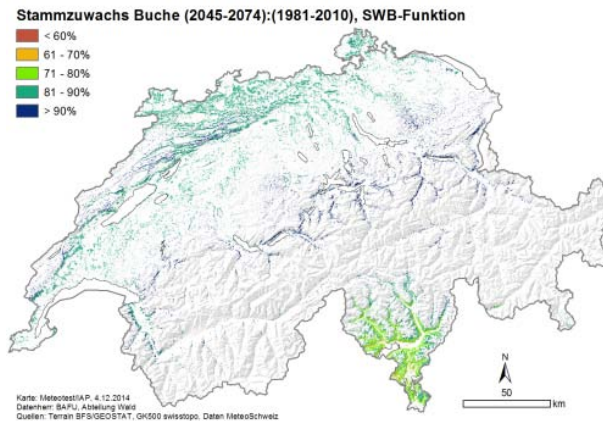 Stammzuwachs Buche (2045-2074):(1981-2010), SWB-Funktion
< 60%
61 - 70%
71 - 80%
81 - 90%
> 90%
N
50
km
Karte: Meteotest/IAP, 4.12.2014
Datenherr: BAFU, Abteilung Wald
Quellen: Terrain BFS/GEOSTAT, GK500 swisstopo, Daten MeteoSchweiz